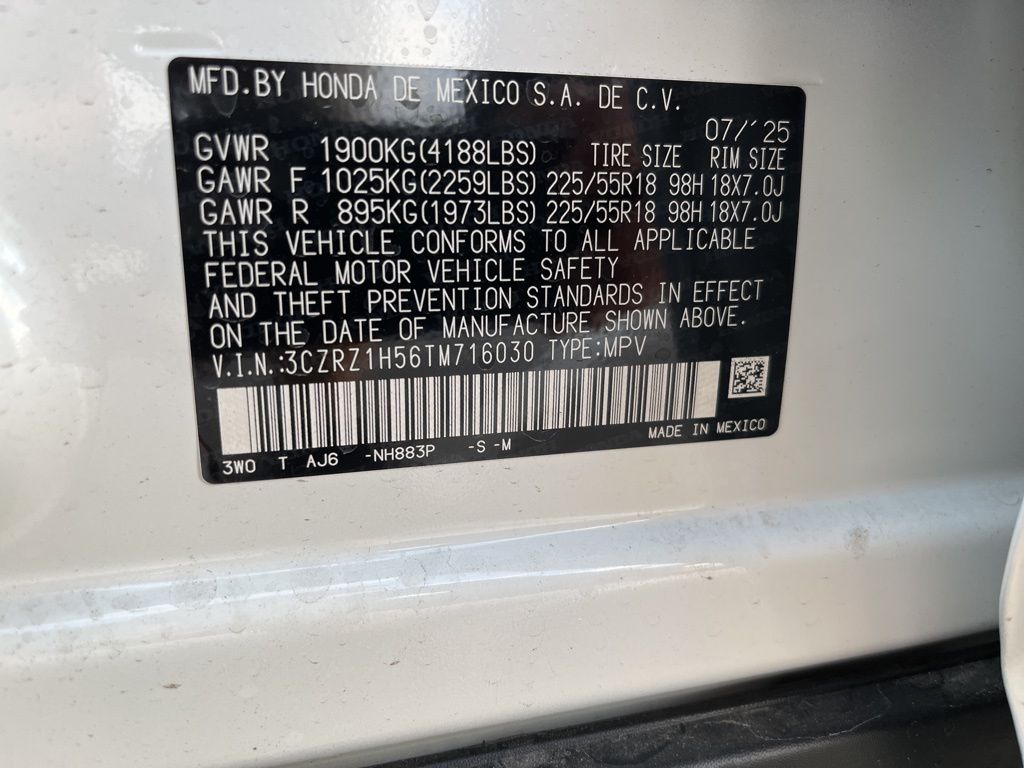 MFD.BY HONDA DE MEXICO S.A. DE C.V.
07/´25
GVWR 1900KG(4188LBS) TIRE SIZE RIM SIZE
GAWR F 1025KG(2259LBS) 225/55R18 98H 18X7.0J
GAWR R 895KG(1973LBS) 225/55R18 98H 18X7.0J
THIS VEHICLE CONFORMS TO ALL APPLICABLE
FEDERAL MOTOR VEHICLE SAFETY
AND THEFT PREVENTION STANDARDS IN EFFECT
ON THE DATE OF MANUFACTURE SHOWN ABOVE.
V.I.N.:3CZRZ1H56TM716030 TYPE:MPV
3W0 T AJ6 -NH883P -S -M MADE IN MEXICO